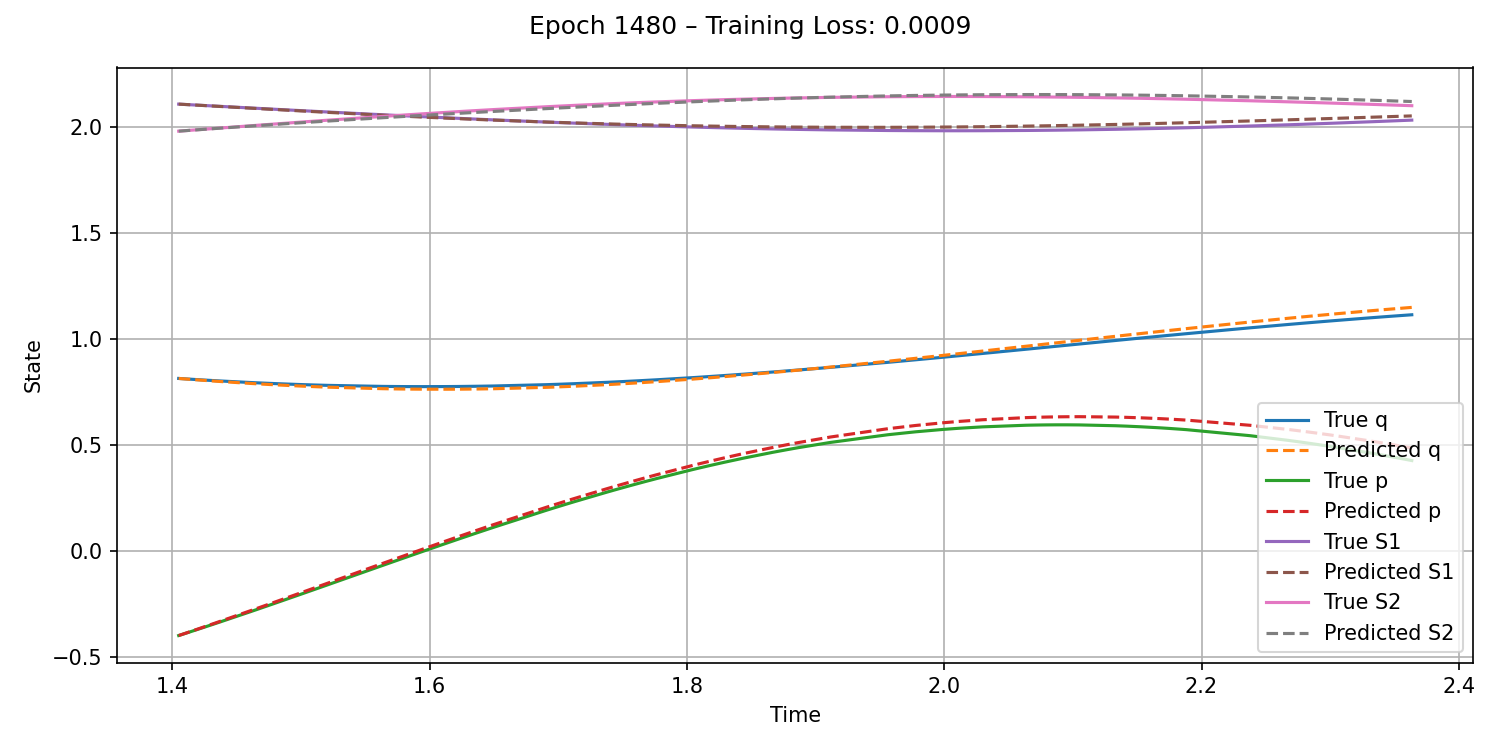 Epoch 1480 – Training Loss: 0.0009
2.0
1.5
1.0
0.5
0.0
−0.5
State
1.4 1.6 1.8 2.0 2.2 2.4
Time
True q
Predicted q
True p
Predicted p
True S1
Predicted S1
True S2
Predicted S2